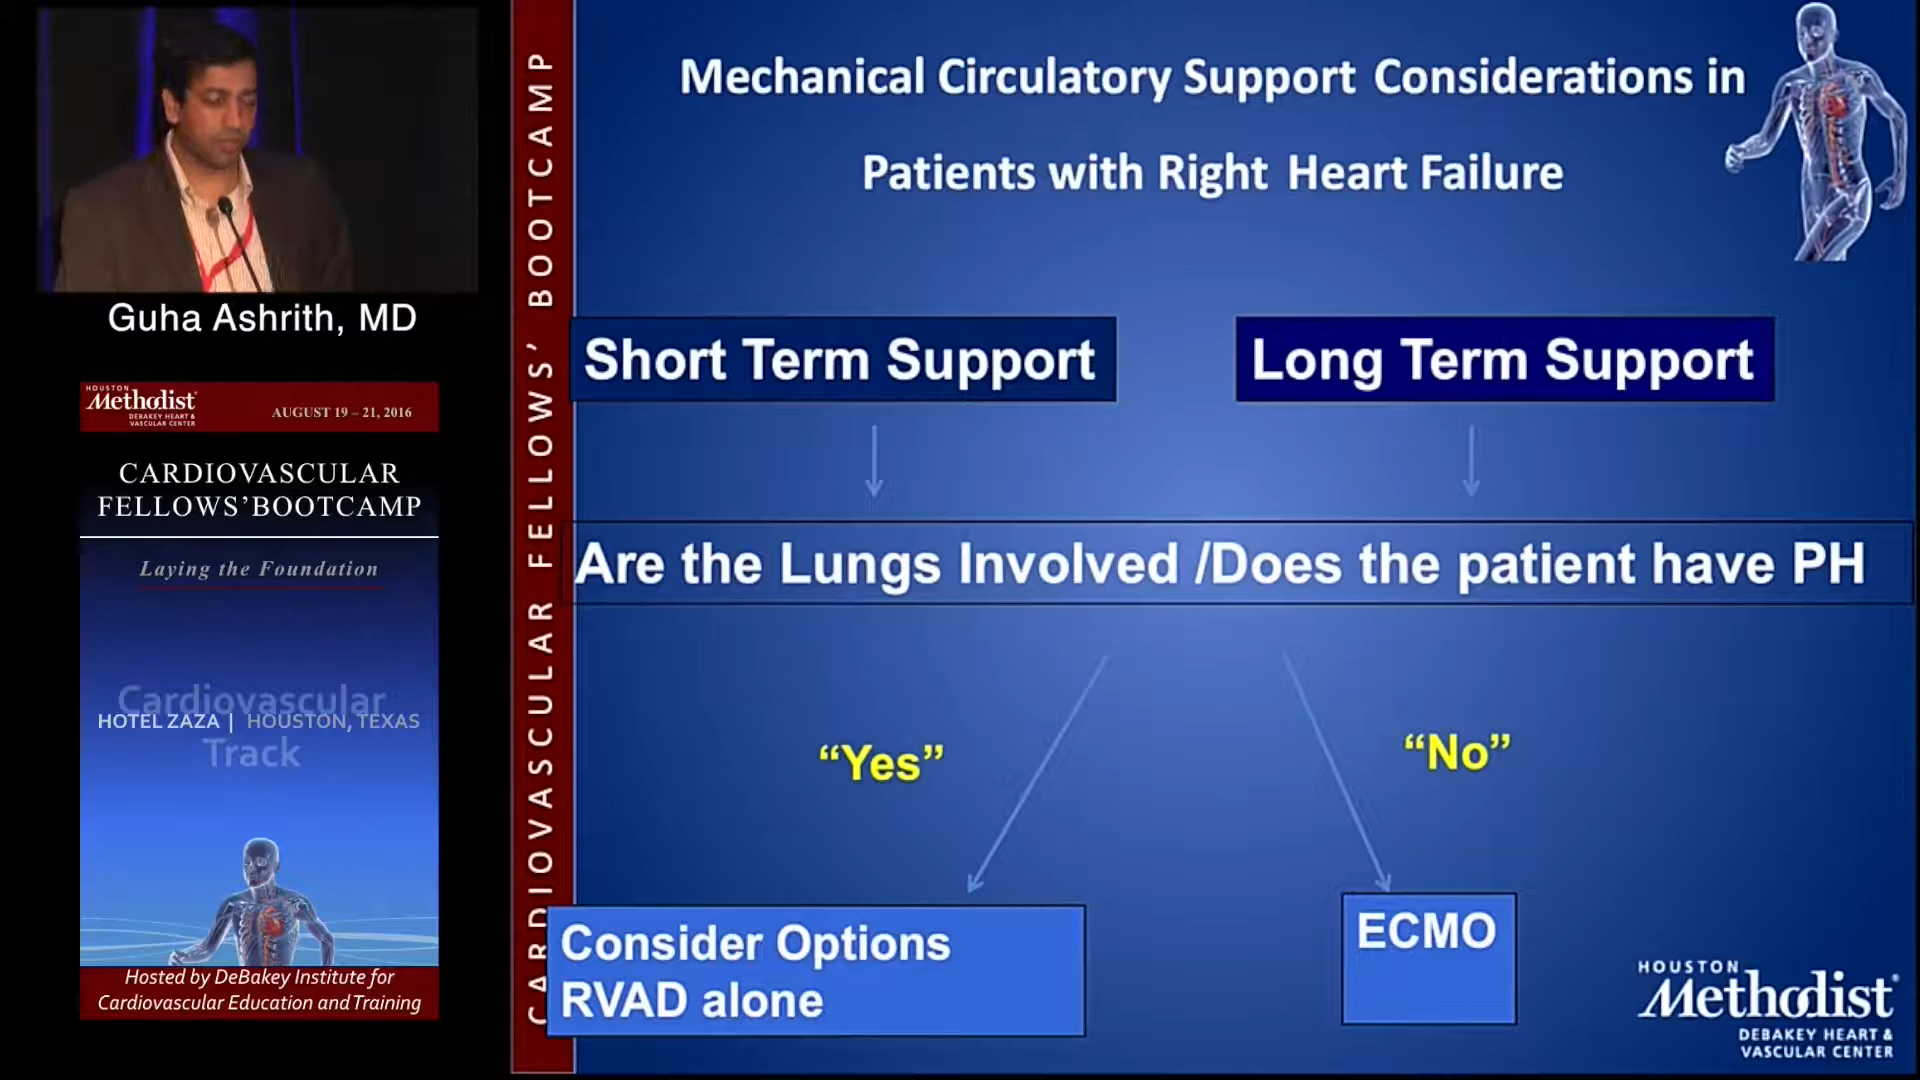 Guha Ashrith, MD
HOUSTON
Methodist
DEBAKEY HEART &
VASCULAR CENTER
AUGUST 19 – 21, 2016
CARDIOVASCULAR
FELLOWS’BOOTCAMP
Laying the Foundation
Cardiovascular
HOTEL ZAZA | HOUSTON, TEXAS
Track
Hosted by DeBakey Institute for
Cardiovascular Education and Training
CARDIOVASCULAR FELLOWS’ BOOTCAMP
Mechanical Circulatory Support Considerations in
Patients with Right Heart Failure
Short Term Support
Long Term Support
Are the Lungs Involved /Does the patient have PH
“Yes”
“No”
Consider Options
RVAD alone
ECMO
HOUSTON
Methodist
DEBAKEY HEART &
VASCULAR CENTER